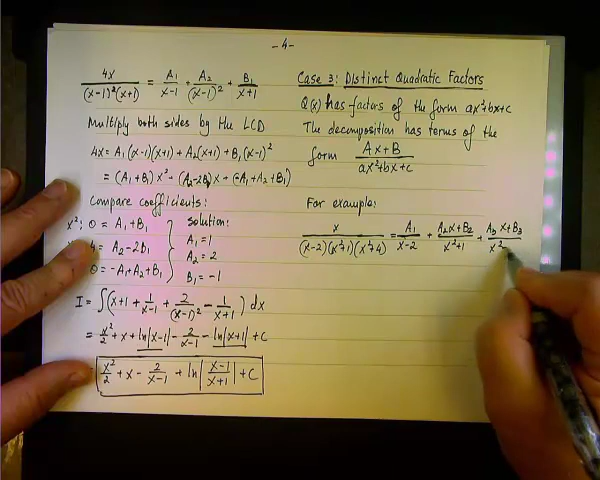 -4-
4x/((x-1)²(x+1)) = A₁/(x-1) + A₂/(x-1)² + B₁/(x+1)
Multiply both sides by the LCD
4x = A₁(x-1)(x+1) + A₂(x+1) + B₁(x-1)²
= (A₁+B₁)x² + (A₂-2B₁)x + (-A₁+A₂+B₁)
Compare coefficients:
x²: 0 = A₁+B₁
4 = A₂-2B₁
0 = -A₁+A₂+B₁
Solution:
A₁=1
A₂=2
B₁=-1
I = ∫(x+1 + 1/(x-1) + 2/(x-1)² - 1/(x+1)) dx
= x²/2 + x + ln|x-1| - 2/(x-1) - ln|x+1| + C
x²/2 + x - 2/(x-1) + ln|(x-1)/(x+1)| + C
Case 3: Distinct Quadratic Factors
Q(x) has factors of the form ax²+bx+c
The decomposition has terms of the
form (Ax+B)/(ax²+bx+c)
For example:
x/((x-2)(x²+1)(x²+4)) = A₁/(x-2) + (A₂x+B₂)/(x²+1) + (A₃x+B₃)/x²